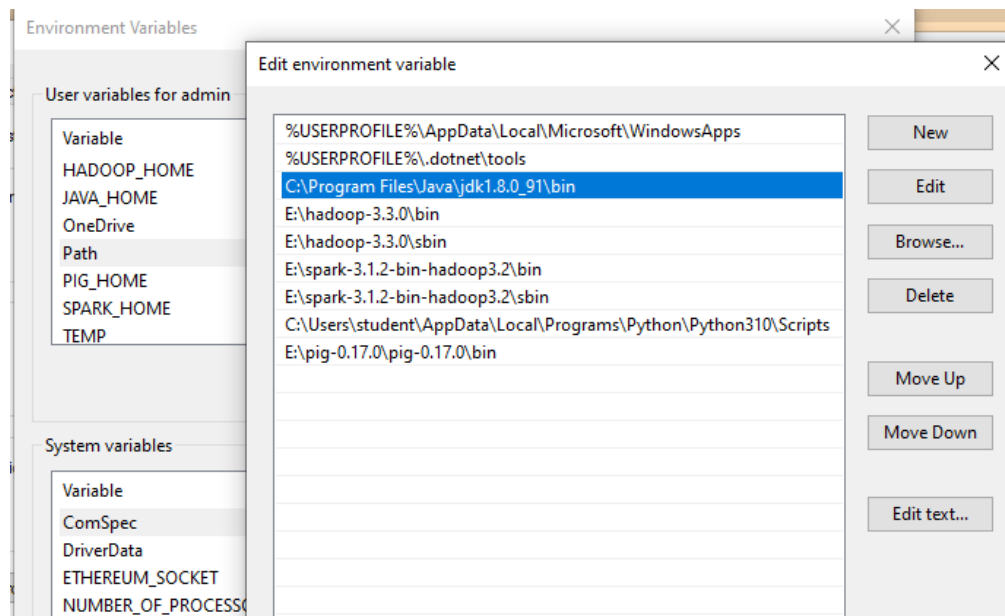 Environment Variables
Edit environment variable
User variables for admin
Variable
HADOOP_HOME
JAVA_HOME
OneDrive
Path
PIG_HOME
SPARK_HOME
TEMP
%USERPROFILE%\AppData\Local\Microsoft\WindowsApps
%USERPROFILE%\.dotnet\tools
C:\Program Files\Java\jdk1.8.0_91\bin
E:\hadoop-3.3.0\bin
E:\hadoop-3.3.0\sbin
E:\spark-3.1.2-bin-hadoop3.2\bin
E:\spark-3.1.2-bin-hadoop3.2\sbin
C:\Users\student\AppData\Local\Programs\Python\Python310\Scripts
E:\pig-0.17.0\pig-0.17.0\bin
New
Edit
Browse...
Delete
Move Up
Move Down
Edit text...
System variables
Variable
ComSpec
DriverData
ETHEREUM_SOCKET
NUMBER_OF_PROCESSO